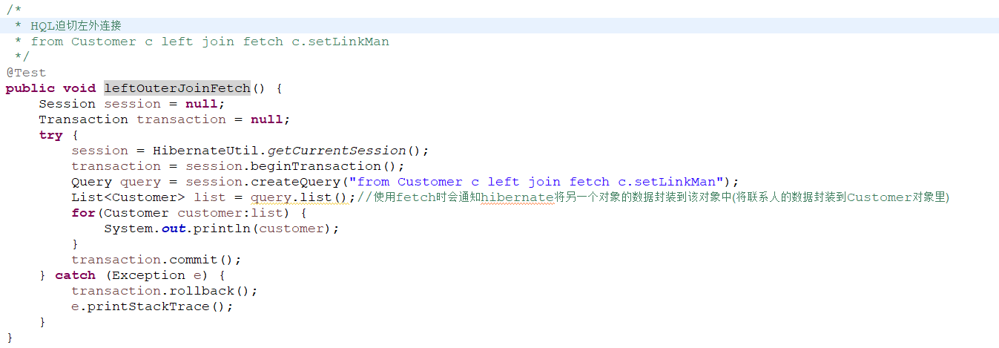 /*
 * HQL迫切左外连接
 * from Customer c left join fetch c.setLinkMan
 */
@Test
public void leftOuterJoinFetch() {
    Session session = null;
    Transaction transaction = null;
    try {
        session = HibernateUtil.getCurrentSession();
        transaction = session.beginTransaction();
        Query query = session.createQuery("from Customer c left join fetch c.setLinkMan");
        List<Customer> list = query.list();//使用fetch时会通知hibernate将另一个对象的数据封装到该对象中(将联系人的数据封装到Customer对象里)
        for(Customer customer:list) {
            System.out.println(customer);
        }
        transaction.commit();
    } catch (Exception e) {
        transaction.rollback();
        e.printStackTrace();
    }
}